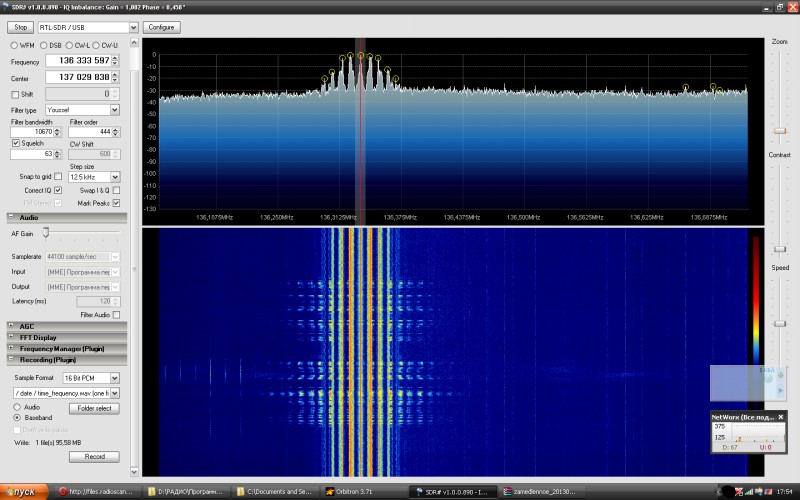 SDR# v1.0.0.890 - IQ Imbalance: Gain = 1,002 Phase = 0,458°
Stop
RTL-SDR / USB
Configure
WFM DSB CW-L CW-U
Frequency 136 333 597
Center 137 029 838
Shift 0
Filter type Youssef
Filter bandwidth Filter order
10670 444
Squelch CW Shift
63 600
Step size
Snap to grid 12.5 kHz
Correct IQ Swap I & Q
FM Stereo Mark Peaks
Audio
AF Gain
Samplerate 44100 sample/sec
Input [MME] Программа пер
Output [MME] Программа пер
Latency (ms) 120
Filter Audio
AGC
FFT Display
Frequency Manager (Plugin)
Recording (Plugin)
Sample Format 16 Bit PCM
/ date / time_frequency.wav (one fi
Audio
Folder select
Baseband
Don't write pause
Write: 1 file(s) 95,58 MB
Record
0
-10
-20
-30
-40
-50
-60
-70
-80
-90
-100
-110
-120
-130
136,1875MHz 136,250MHz 136,3125MHz 136,375MHz 136,4375MHz 136,500MHz 136,5625MHz 136,625MHz 136,6875MHz
Zoom
Contrast
Speed
NetWorx (Все под...
375
125
D: 67 U: 0
пуск
http://files.radioscan...
D:\РАДИО\Програм...
C:\Documents and Se...
Orbitron 3.71
SDR# v1.0.0.890 - I...
zamedlennoe_20130...
17:54